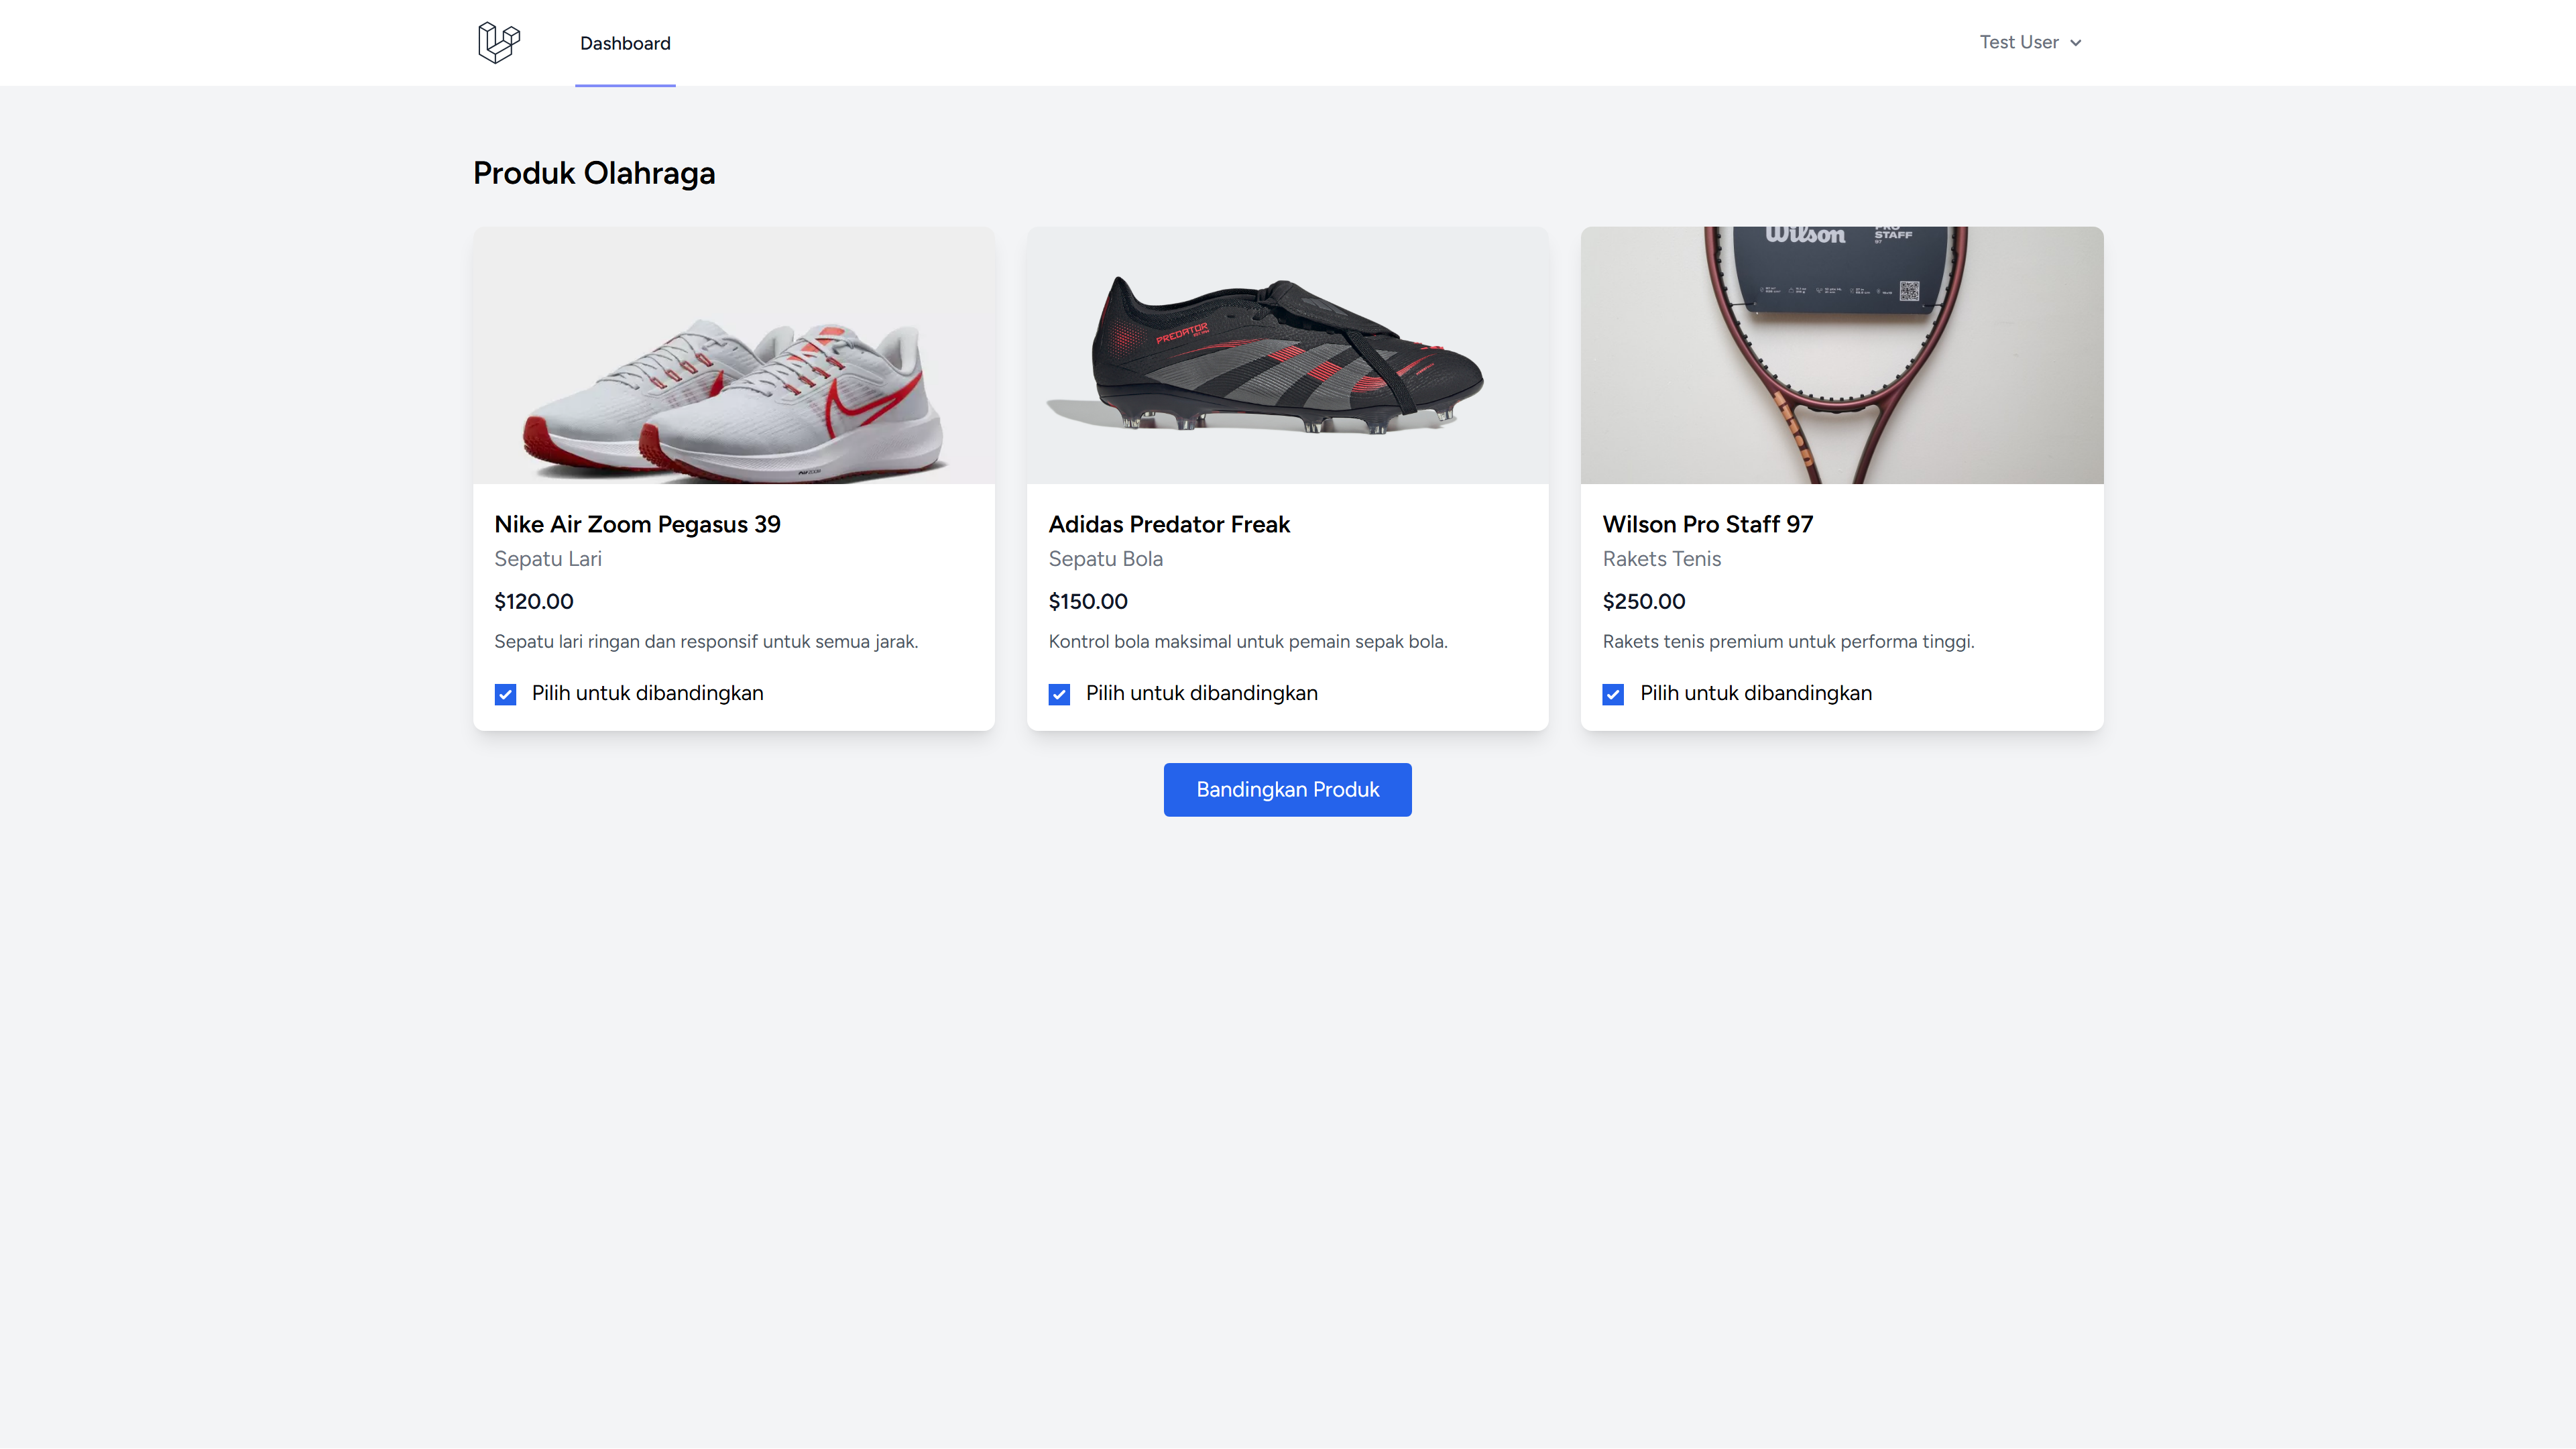 Dashboard
Test User
Produk Olahraga
PREDATOR
Wilson
PRO
STAFF
97
Nike Air Zoom Pegasus 39
Sepatu Lari
$120.00
Sepatu lari ringan dan responsif untuk semua jarak.
Pilih untuk dibandingkan
Adidas Predator Freak
Sepatu Bola
$150.00
Kontrol bola maksimal untuk pemain sepak bola.
Pilih untuk dibandingkan
Wilson Pro Staff 97
Rakets Tenis
$250.00
Rakets tenis premium untuk performa tinggi.
Pilih untuk dibandingkan
Bandingkan Produk